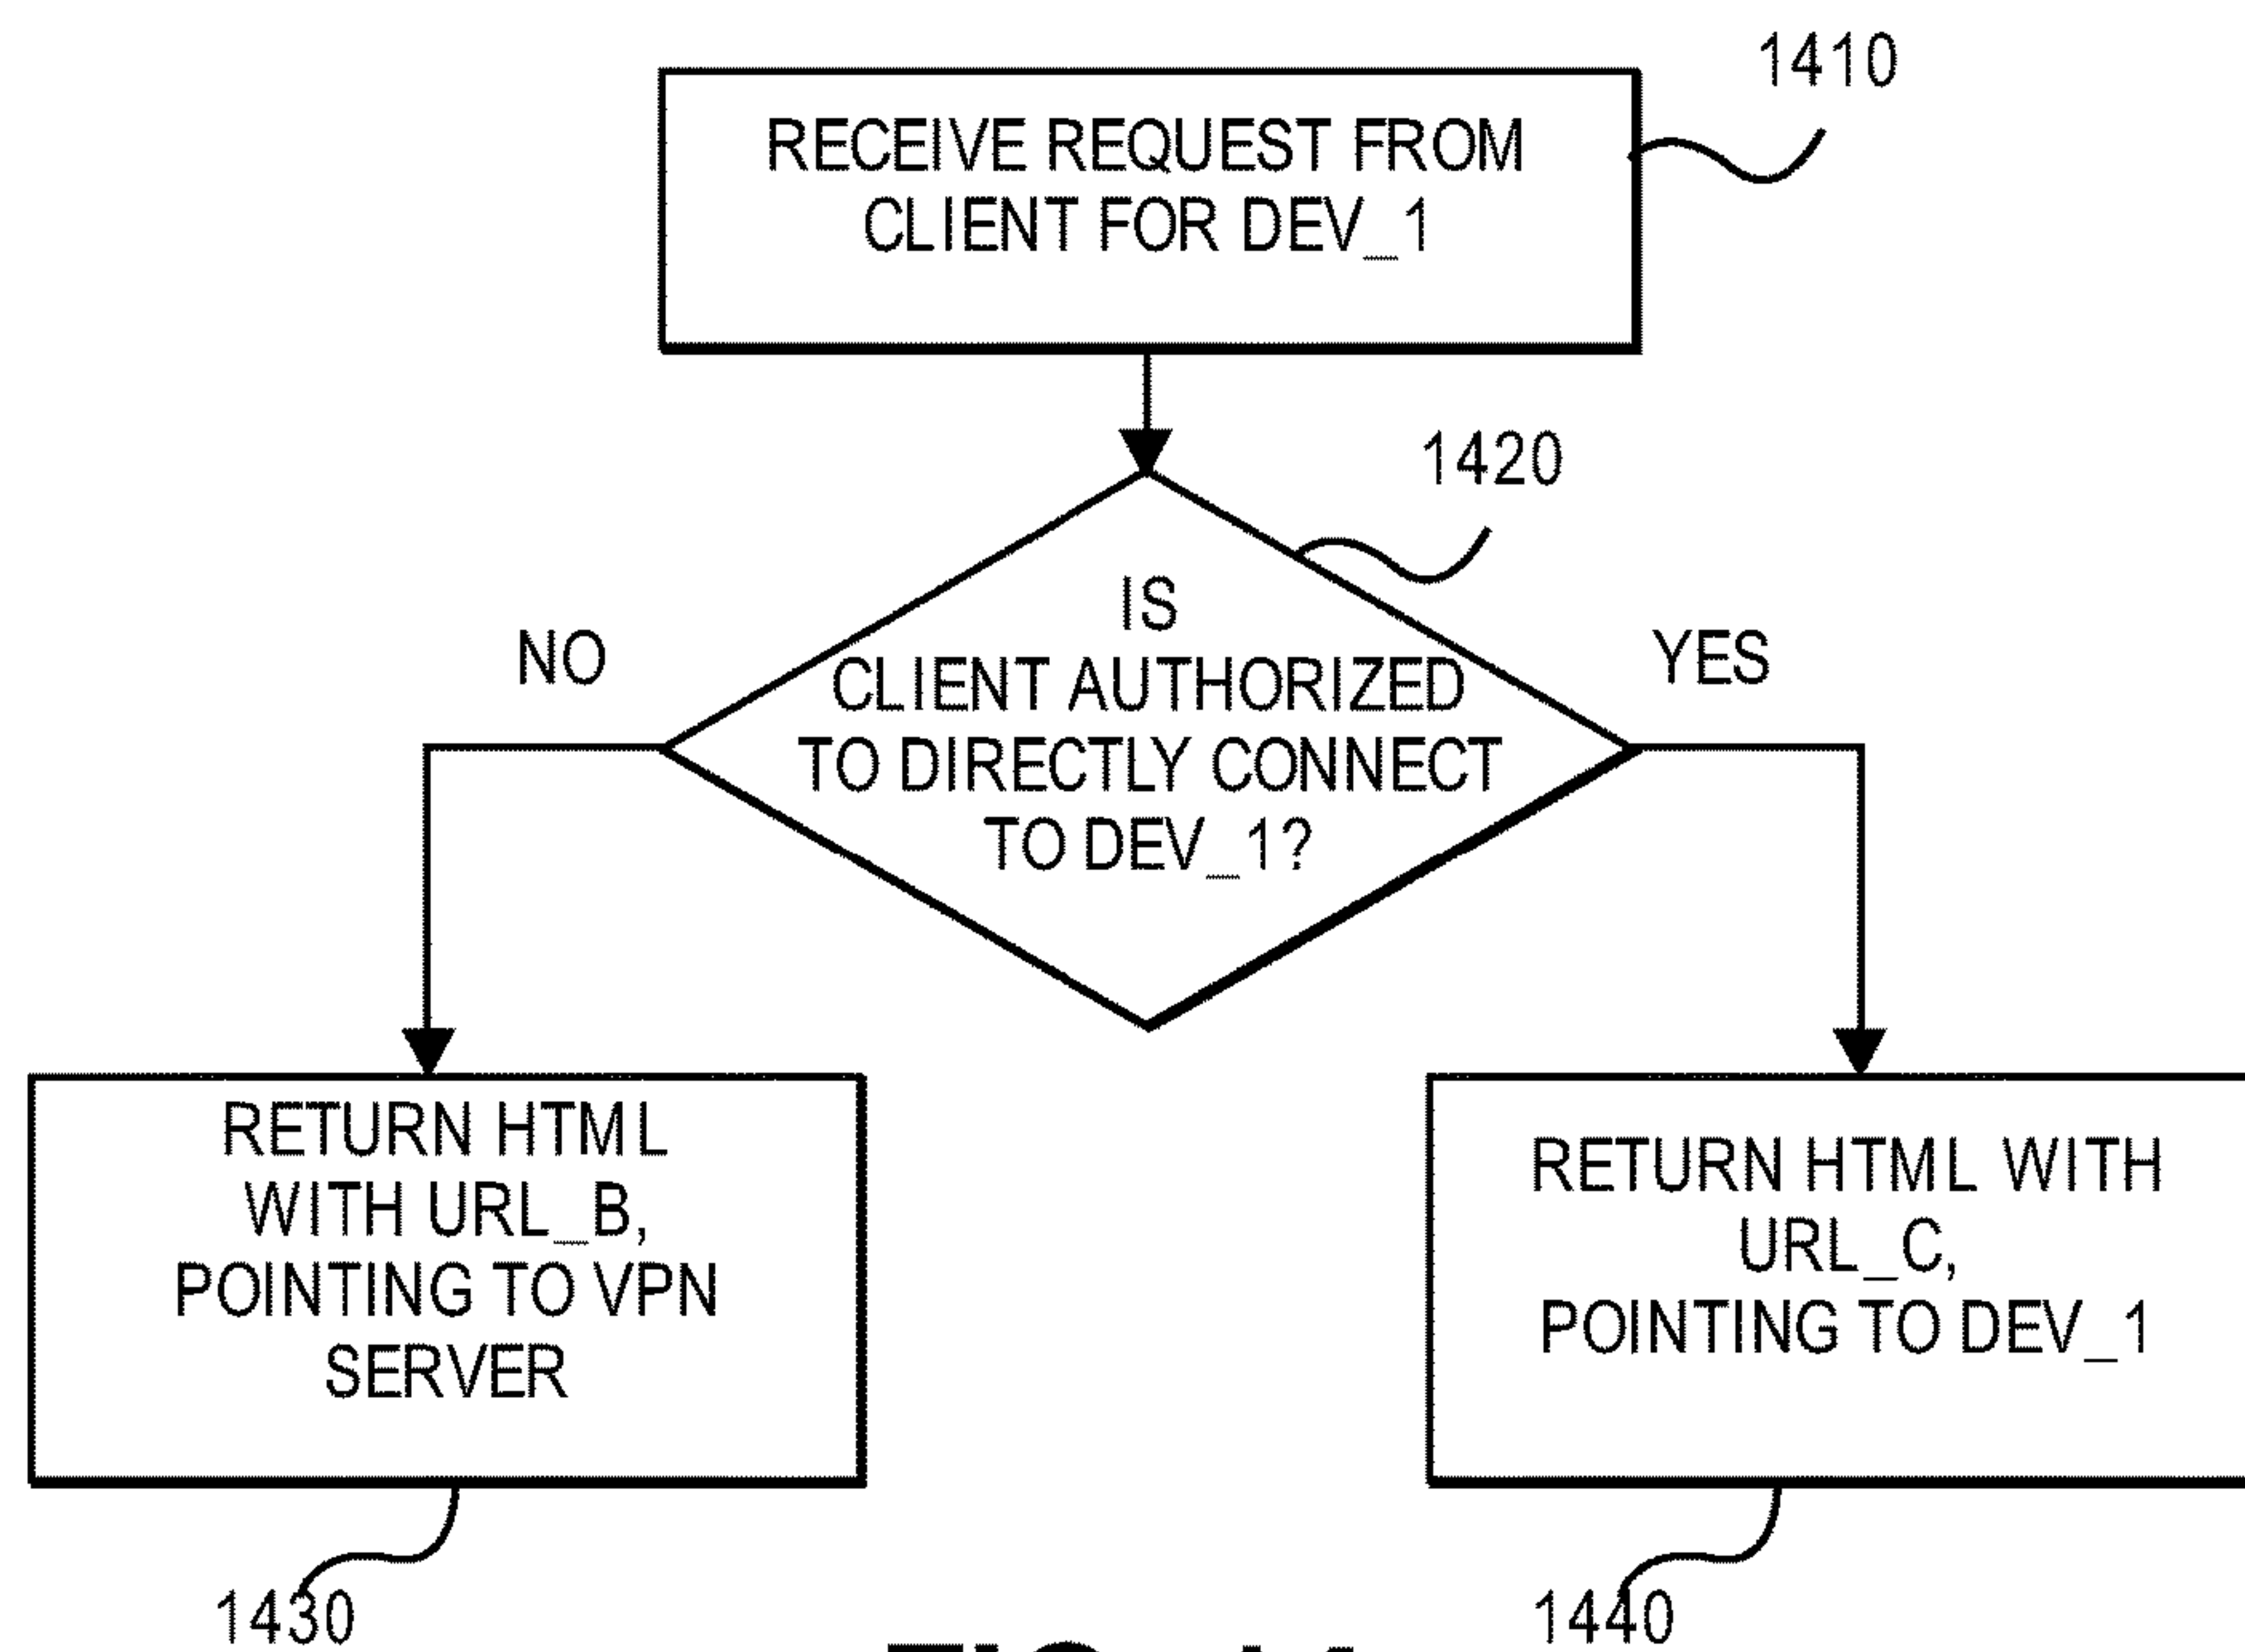 1410
RECEIVE REQUEST FROM
CLIENT FOR DEV_1
1420
IS
CLIENT AUTHORIZED
TO DIRECTLY CONNECT
TO DEV_1?
NO
YES
RETURN HTML
WITH URL_B,
POINTING TO VPN
SERVER
RETURN HTML WITH
URL_C,
POINTING TO DEV_1
1430
1440